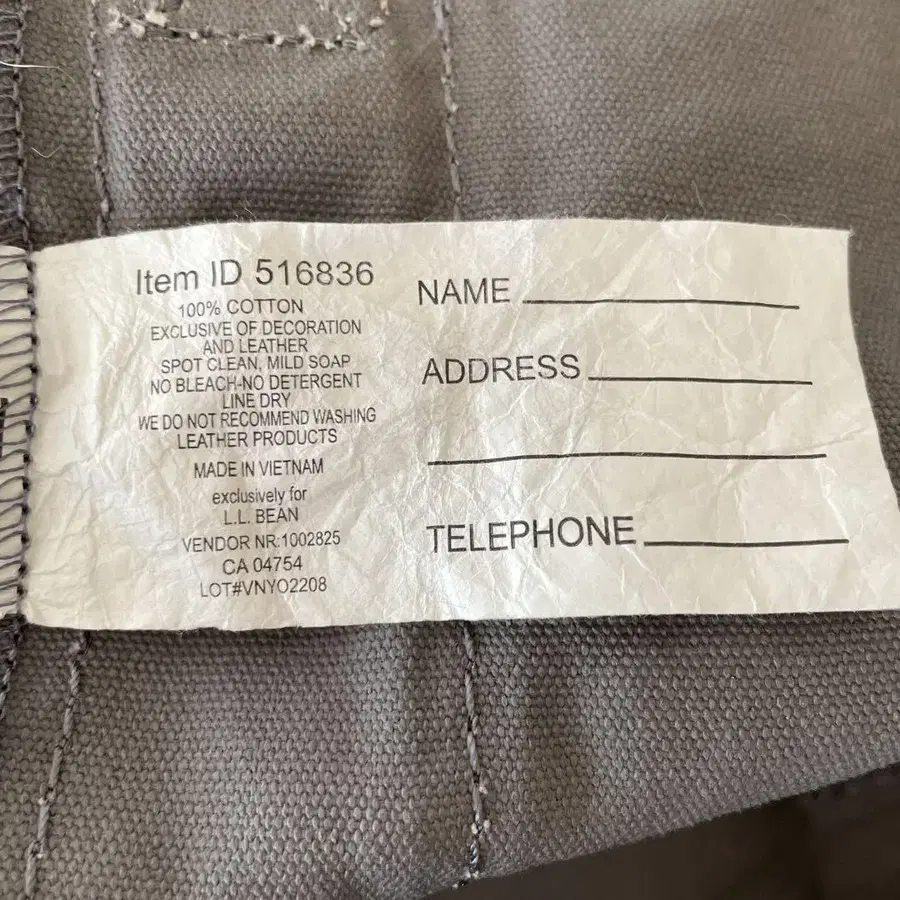 Item ID 516836
100% COTTON
EXCLUSIVE OF DECORATION
AND LEATHER
SPOT CLEAN, MILD SOAP
NO BLEACH-NO DETERGENT
LINE DRY
WE DO NOT RECOMMEND WASHING
LEATHER PRODUCTS
MADE IN VIETNAM
exclusively for
L.L. BEAN
VENDOR NR:1002825
CA 04754
LOT#VNYO2208
NAME
ADDRESS
TELEPHONE